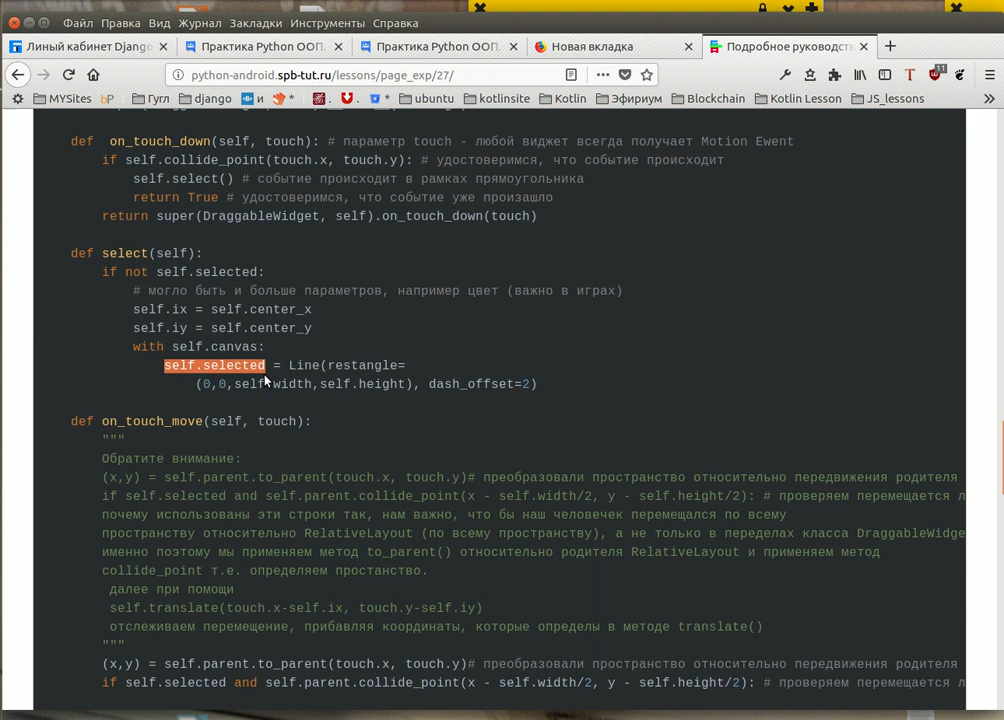 Файл Правка Вид Журнал Закладки Инструменты Справка
Линый кабинет Django Практика Python ООП. Практика Python ООП. Новая вкладка Подробное руководств
python-android.spb-tut.ru/lessons/page_exp/27/
11
MYSites Гугл django и ubuntu kotlinsite Kotlin Эфириум Blockchain Kotlin Lesson JS_lessons
def on_touch_down(self, touch): # параметр touch - любой виджет всегда получает Motion Ewent
if self.collide_point(touch.x, touch.y): # удостоверимся, что событие происходит
self.select() # событие происходит в рамках прямоугольника
return True # удостоверимся, что событие уже произашло
return super(DraggableWidget, self).on_touch_down(touch)
def select(self):
if not self.selected:
# могло быть и больше параметров, например цвет (важно в играх)
self.ix = self.center_x
self.iy = self.center_y
with self.canvas:
self.selected = Line(restangle=
(0,0,self.width,self.height), dash_offset=2)
def on_touch_move(self, touch):
"""
Обратите внимание:
(x,y) = self.parent.to_parent(touch.x, touch.y)# преобразовали пространство относительно передвижения родителя
if self.selected and self.parent.collide_point(x - self.width/2, y - self.height/2): # проверяем перемещается л
почему использованы эти строки так, нам важно, что бы наш человечек перемещался по всему
пространству относительно RelativeLayout (по всему пространству), а не только в переделах класса DraggableWidge
именно поэтому мы применяем метод to_parent() относительно родителя RelativeLayout и применяем метод
collide_point т.е. определяем простанство.
далее при помощи
self.translate(touch.x-self.ix, touch.y-self.iy)
отслеживаем перемещение, прибавляя координаты, которые определы в методе translate()
"""
(x,y) = self.parent.to_parent(touch.x, touch.y)# преобразовали пространство относительно передвижения родителя
if self.selected and self.parent.collide_point(x - self.width/2, y - self.height/2): # проверяем перемещается л